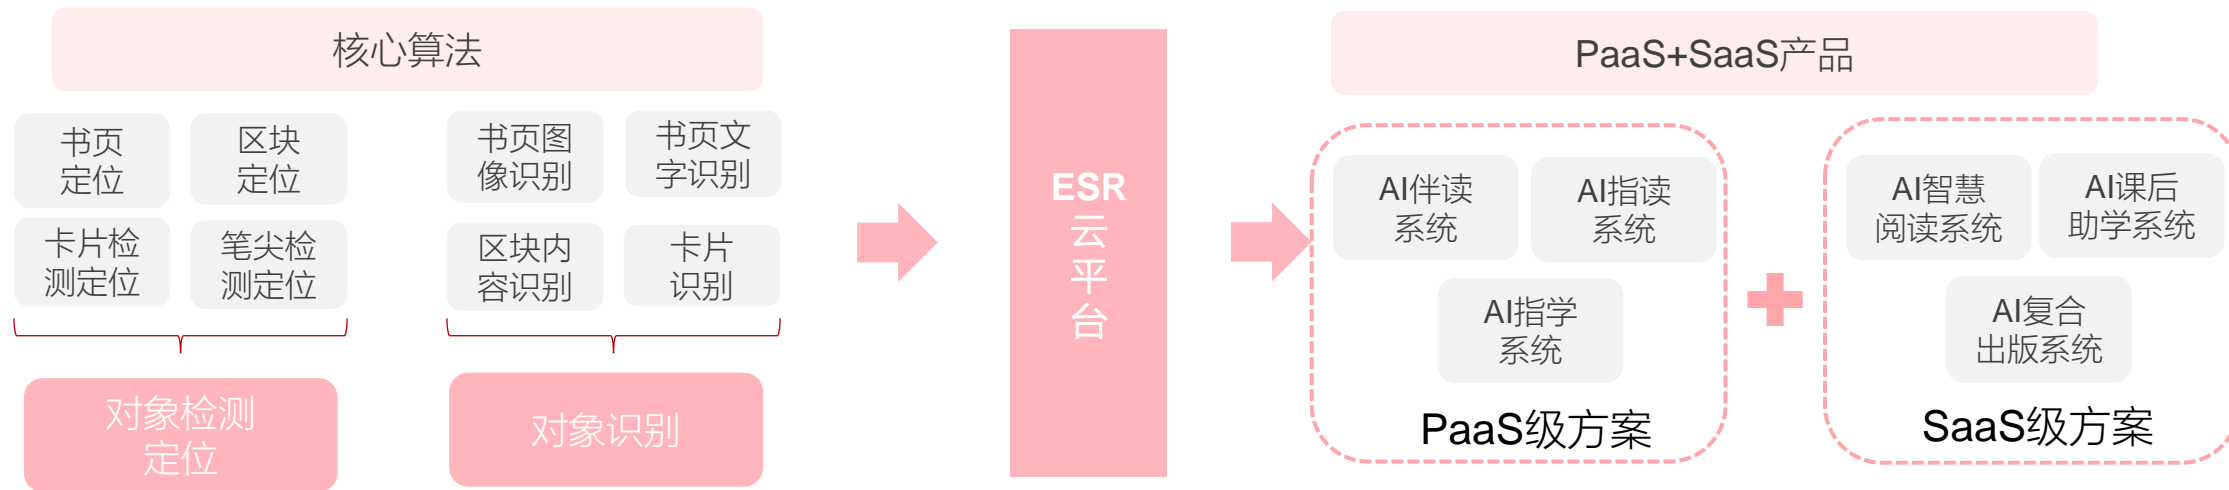 核心算法
书页
定位
区块
定位
卡片检
测定位
笔尖检
测定位
对象检测
定位
书页图
像识别
书页文
字识别
区块内
容识别
卡片
识别
对象识别
ESR
云
平
台
PaaS+SaaS产品
AI伴读
系统
AI指读
系统
AI指学
系统
PaaS级方案
AI智慧
阅读系统
AI课后
助学系统
AI复合
出版系统
SaaS级方案